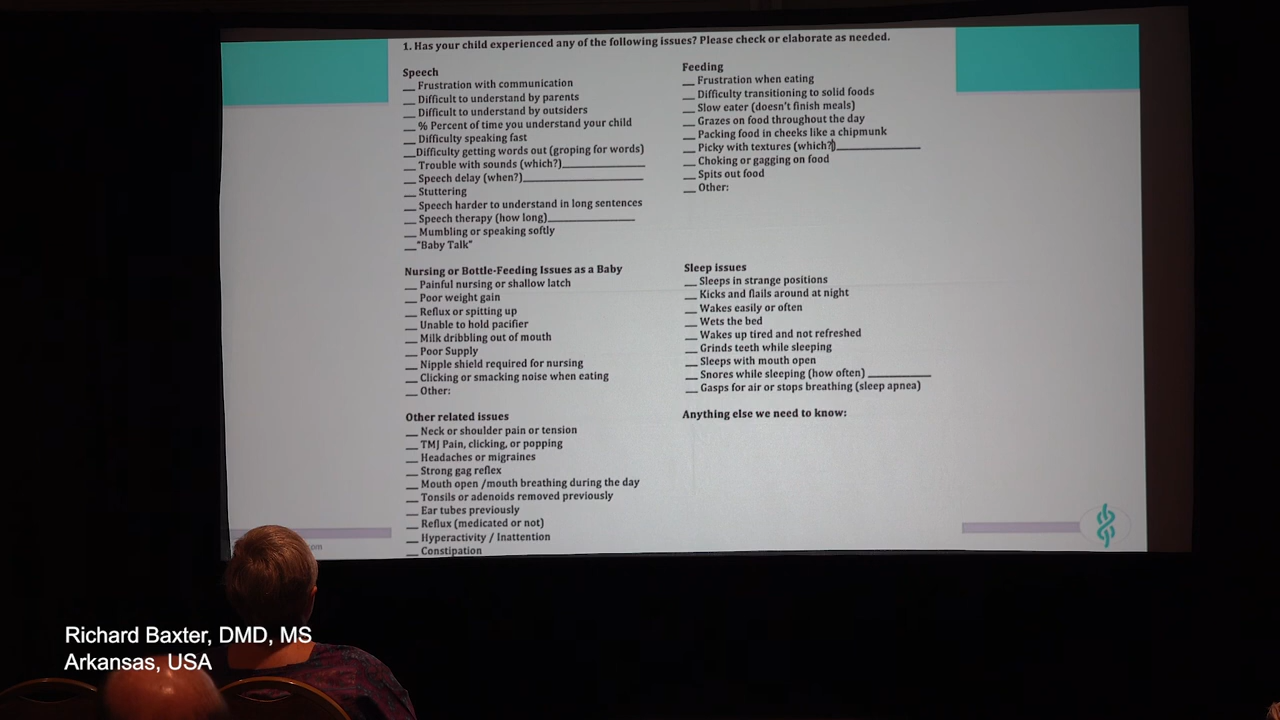 1. Has your child experienced any of the following issues? Please check or elaborate as needed.
Speech
__ Frustration with communication
__ Difficult to understand by parents
__ Difficult to understand by outsiders
__ % Percent of time you understand your child
__ Difficulty speaking fast
__Difficulty getting words out (groping for words)
__ Trouble with sounds (which?)______________
__ Speech delay (when?)____________________
__ Stuttering
__ Speech harder to understand in long sentences
__ Speech therapy (how long)______________
__ Mumbling or speaking softly
__"Baby Talk"
Feeding
__ Frustration when eating
__ Difficulty transitioning to solid foods
__ Slow eater (doesn't finish meals)
__ Grazes on food throughout the day
__ Packing food in cheeks like a chipmunk
__ Picky with textures (which?)______________
__ Choking or gagging on food
__ Spits out food
__ Other:
Nursing or Bottle-Feeding Issues as a Baby
__ Painful nursing or shallow latch
__ Poor weight gain
__ Reflux or spitting up
__ Unable to hold pacifier
__ Milk dribbling out of mouth
__ Poor Supply
__ Nipple shield required for nursing
__ Clicking or smacking noise when eating
__ Other:
Sleep issues
__ Sleeps in strange positions
__ Kicks and flails around at night
__ Wakes easily or often
__ Wets the bed
__ Wakes up tired and not refreshed
__ Grinds teeth while sleeping
__ Sleeps with mouth open
__ Snores while sleeping (how often) __________
__ Gasps for air or stops breathing (sleep apnea)
Other related issues
__ Neck or shoulder pain or tension
__ TMJ Pain, clicking, or popping
__ Headaches or migraines
__ Strong gag reflex
__ Mouth open /mouth breathing during the day
__ Tonsils or adenoids removed previously
__ Ear tubes previously
__ Reflux (medicated or not)
__ Hyperactivity / Inattention
__ Constipation
Anything else we need to know:
Richard Baxter, DMD, MS
Arkansas, USA